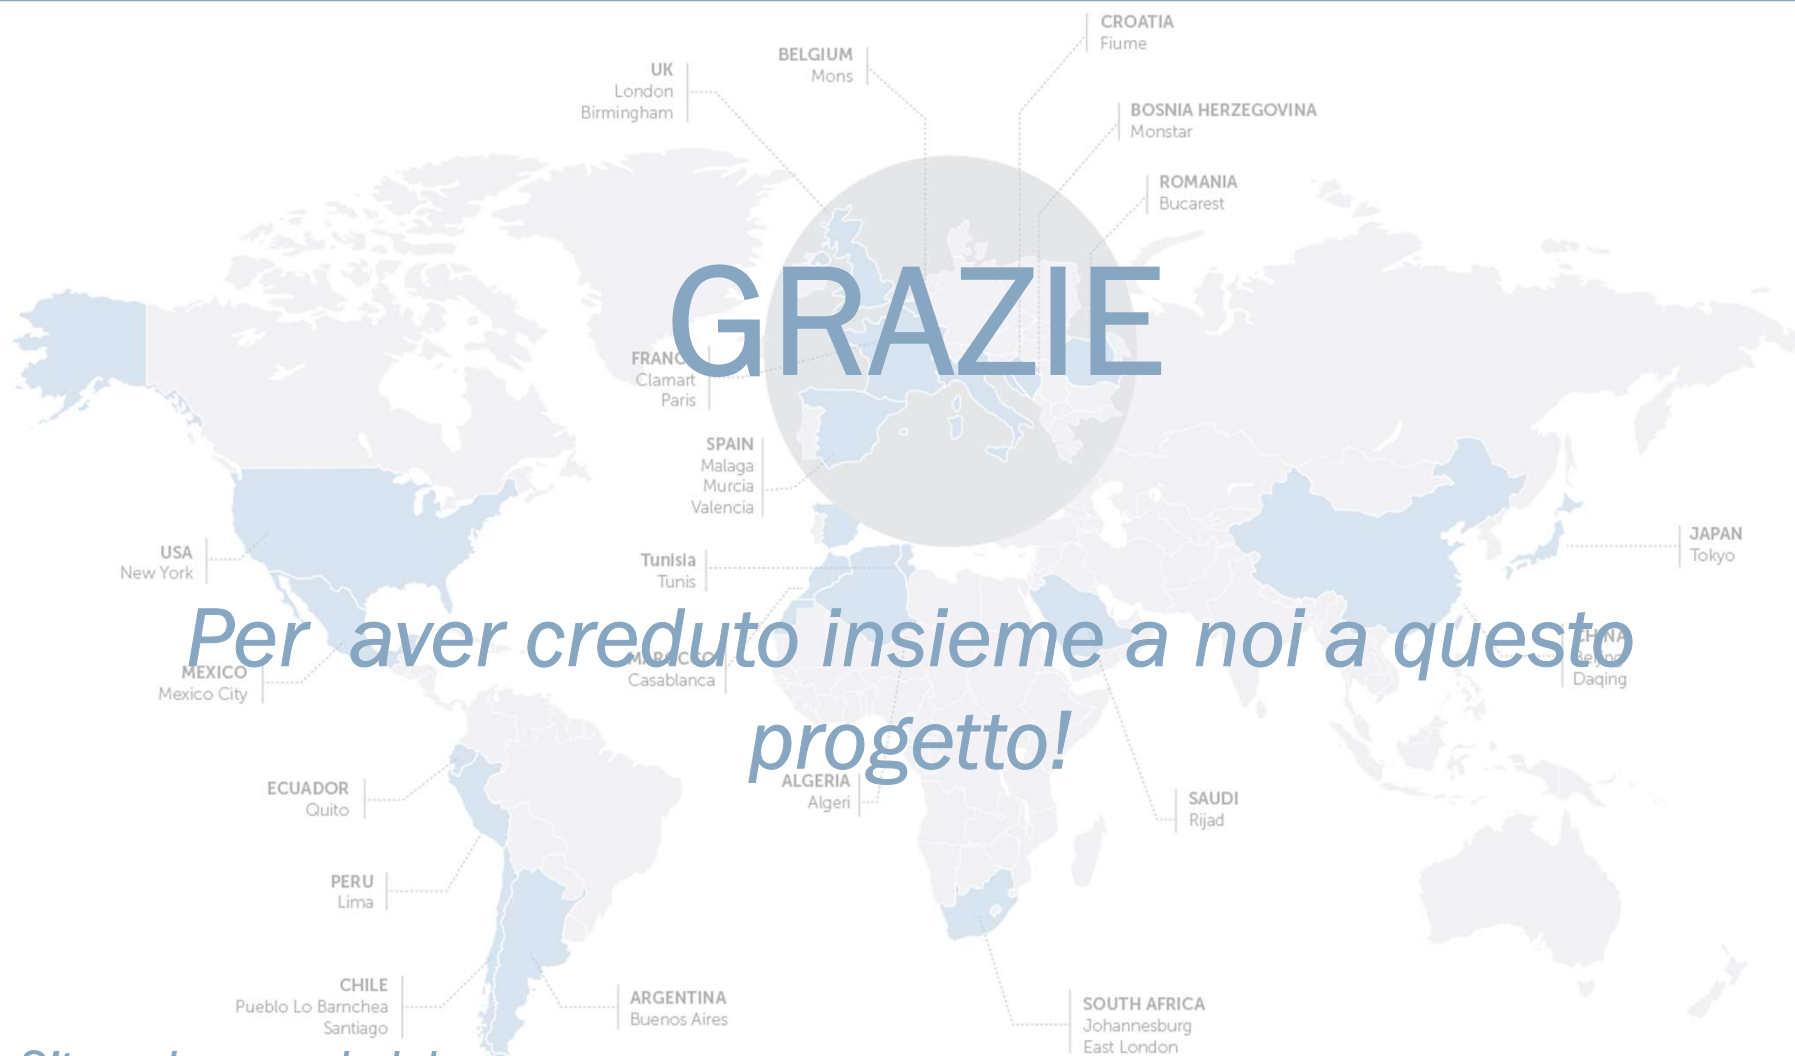 CROATIA
Fiume
BELGIUM
Mons
UK
London
Birmingham
BOSNIA HERZEGOVINA
Monstar
ROMANIA
Bucarest
GRAZIE
Clamart
Paris
SPAIN
Malaga
Murcia
Valencia
JAPAN
Tokyo
USA
New York
Tunisia
Tunis
Per aver creduto insieme a noi a questo
progetto!
MAROCCO
Casablanca
CHINA
Beijing
Daqing
MEXICO
Mexico City
ALGERIA
Algeri
ECUADOR
Quito
SAUDI
Rijad
PERU
Lima
CHILE
Pueblo Lo Barnchea
Santiago
ARGENTINA
Buenos Aires
SOUTH AFRICA
Johannesburg
East London